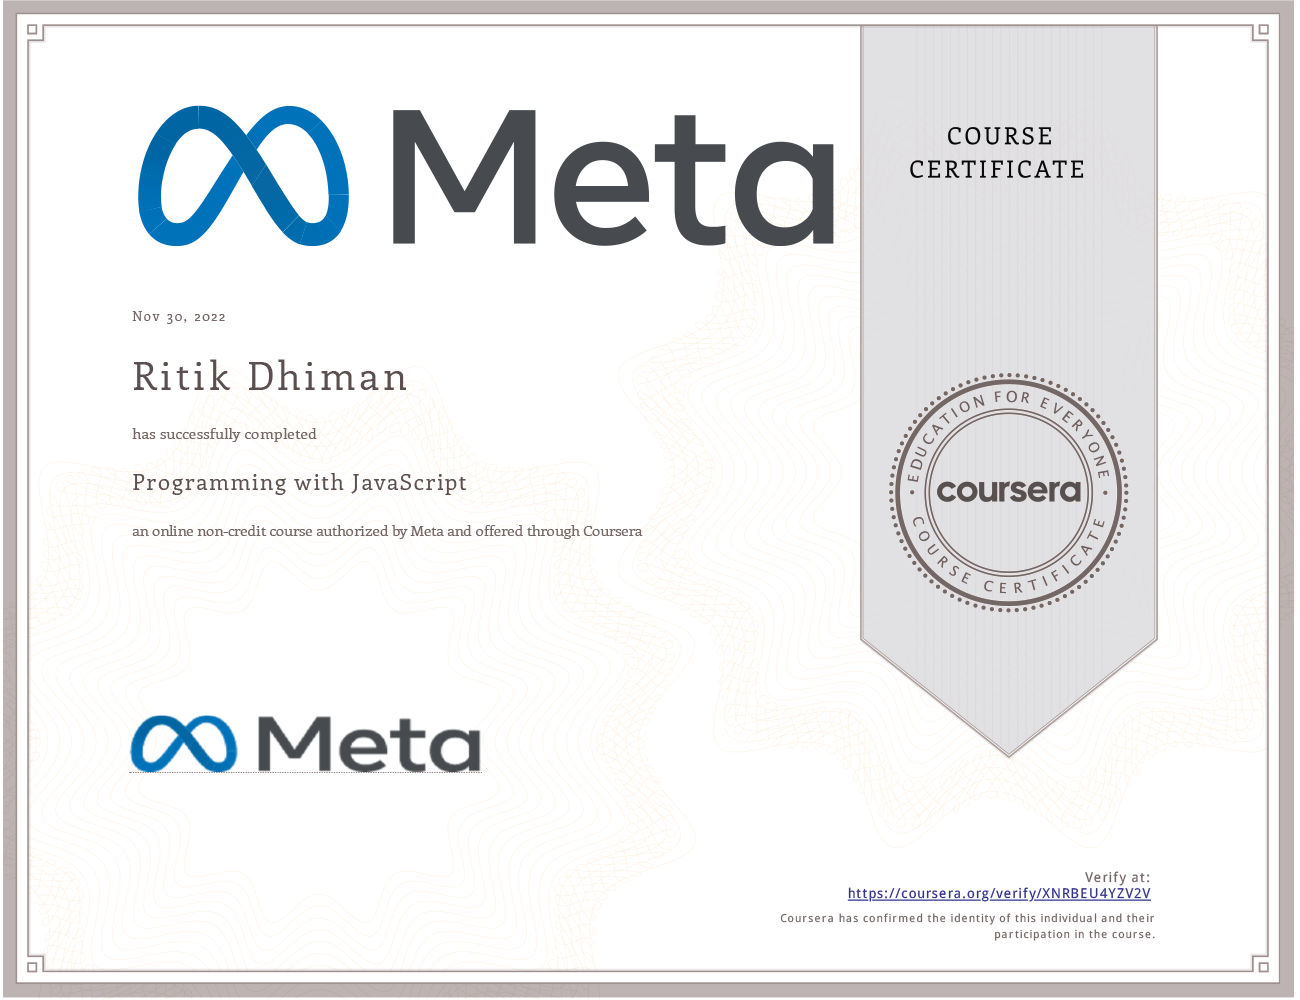 Meta
COURSE
CERTIFICATE
Nov 30, 2022
Ritik Dhiman
has successfully completed
Programming with JavaScript
an online non-credit course authorized by Meta and offered through Coursera
EDUCATION FOR EVERYONE
coursera
COURSE CERTIFICATE
Meta
Verify at:
https://coursera.org/verify/XNRBEU4YZV2V
Coursera has confirmed the identity of this individual and their
participation in the course.